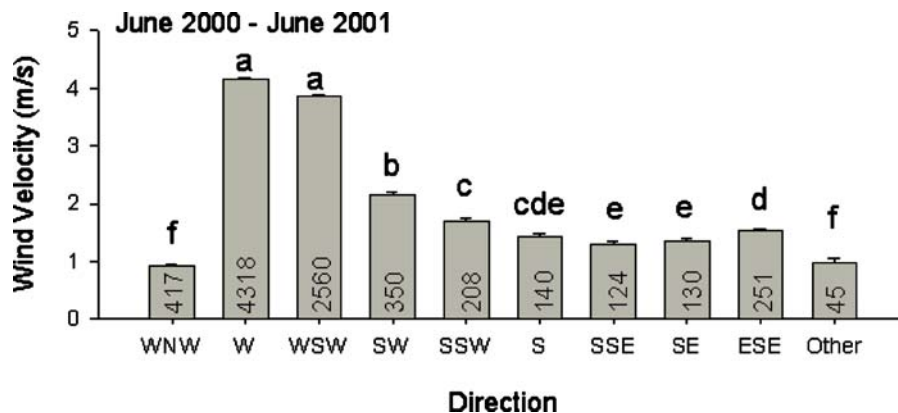 June 2000 - June 2001
Wind Velocity (m/s)
5
4
3
2
1
0
f
a
a
b
c
cde
e
e
d
f
417
4318
2560
350
208
140
124
130
251
45
WNW W WSW SW SSW S SSE SE ESE Other
Direction